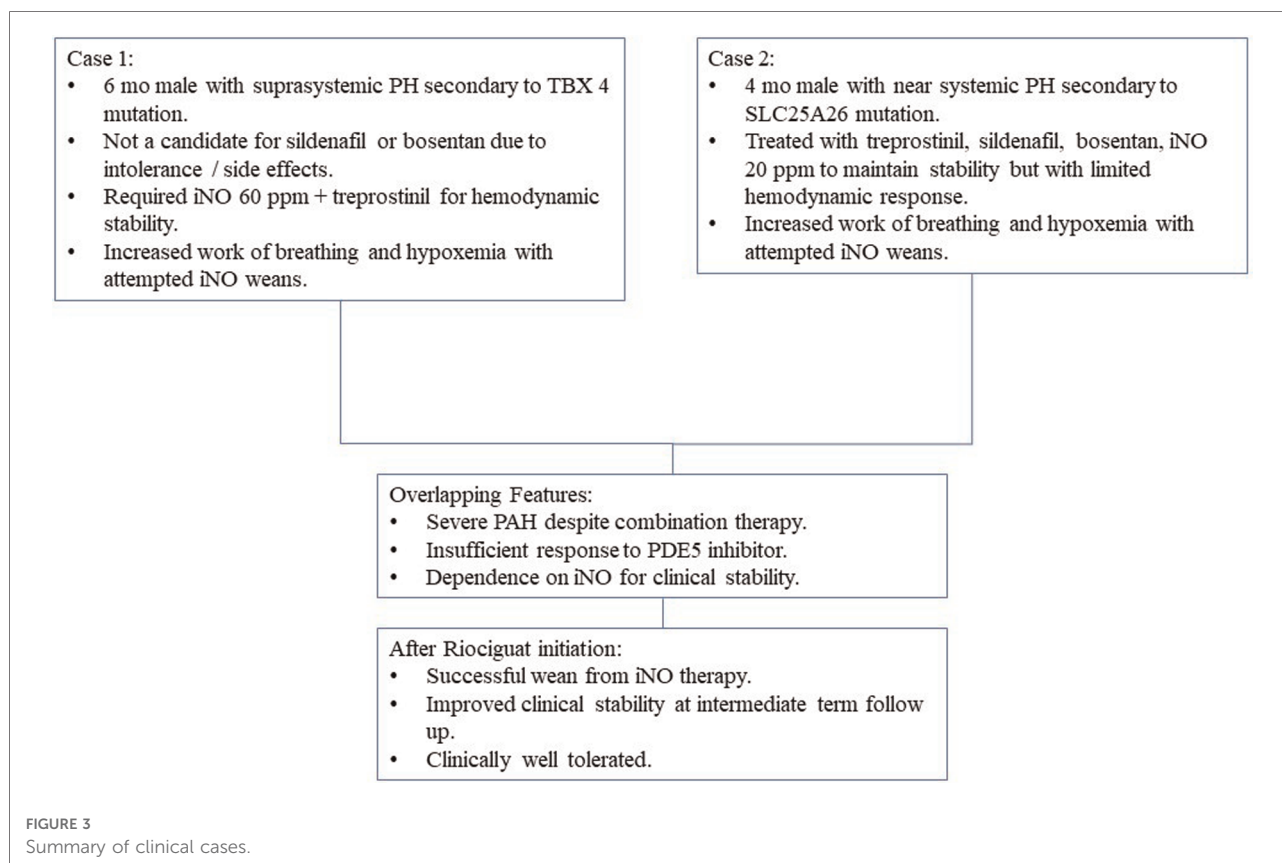 Case 1:
• 6 mo male with suprasystemic PH secondary to TBX 4
mutation.
• Not a candidate for sildenafil or bosentan due to
intolerance / side effects.
• Required iNO 60 ppm + treprostinil for hemodynamic
stability.
• Increased work of breathing and hypoxemia with
attempted iNO weans.
Case 2:
• 4 mo male with near systemic PH secondary to
SLC25A26 mutation.
• Treated with treprostinil, sildenafil, bosentan, iNO
20 ppm to maintain stability but with limited
hemodynamic response.
• Increased work of breathing and hypoxemia with
attempted iNO weans.
Overlapping Features:
• Severe PAH despite combination therapy.
• Insufficient response to PDE5 inhibitor.
• Dependence on iNO for clinical stability.
After Riociguat initiation:
• Successful wean from iNO therapy.
• Improved clinical stability at intermediate term follow
up.
• Clinically well tolerated.
FIGURE 3
Summary of clinical cases.